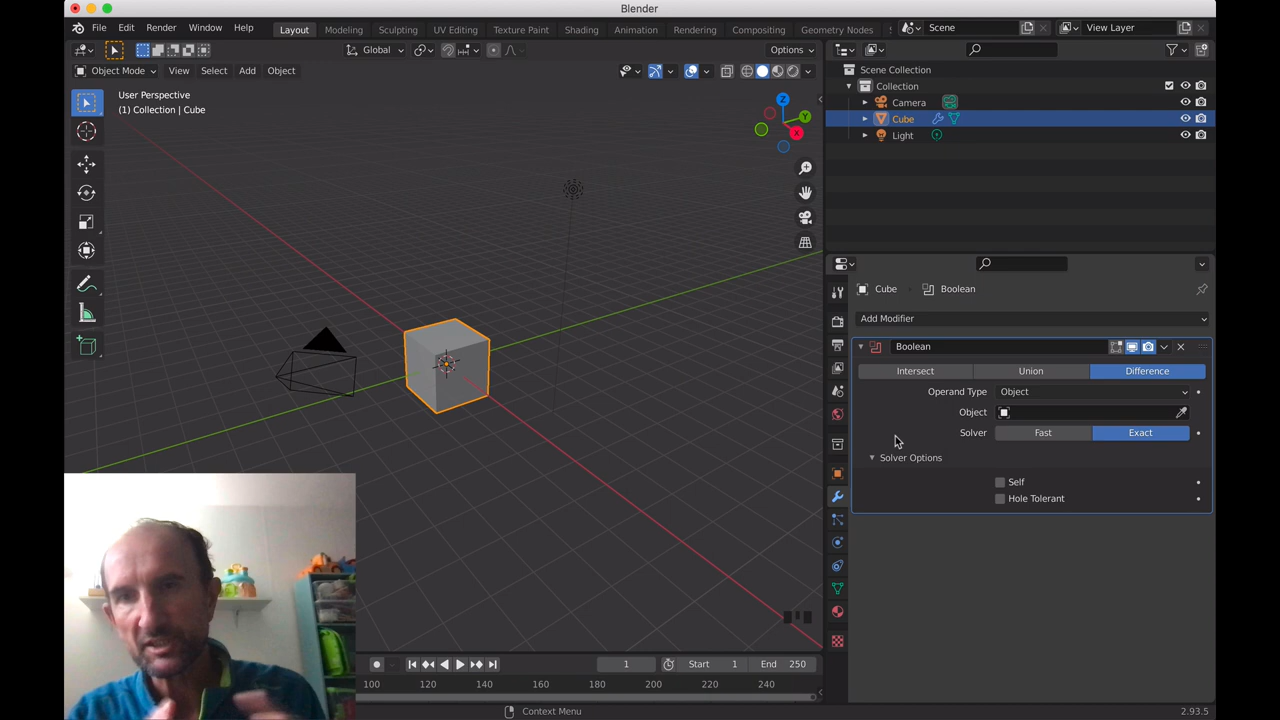 Blender
File Edit Render Window Help
Layout Modeling Sculpting UV Editing Texture Paint Shading Animation Rendering Compositing Geometry Nodes
Scene
View Layer
Global
Options
Object Mode View Select Add Object
User Perspective
(1) Collection | Cube
Z
Y
X
Scene Collection
Collection
Camera
Cube
Light
Cube Boolean
Add Modifier
Boolean
Intersect Union Difference
Operand Type Object
Object
Solver Fast Exact
Solver Options
Self
Hole Tolerant
1 Start 1 End 250
100 120 140 160 180 200 220 240
Context Menu
2.93.5